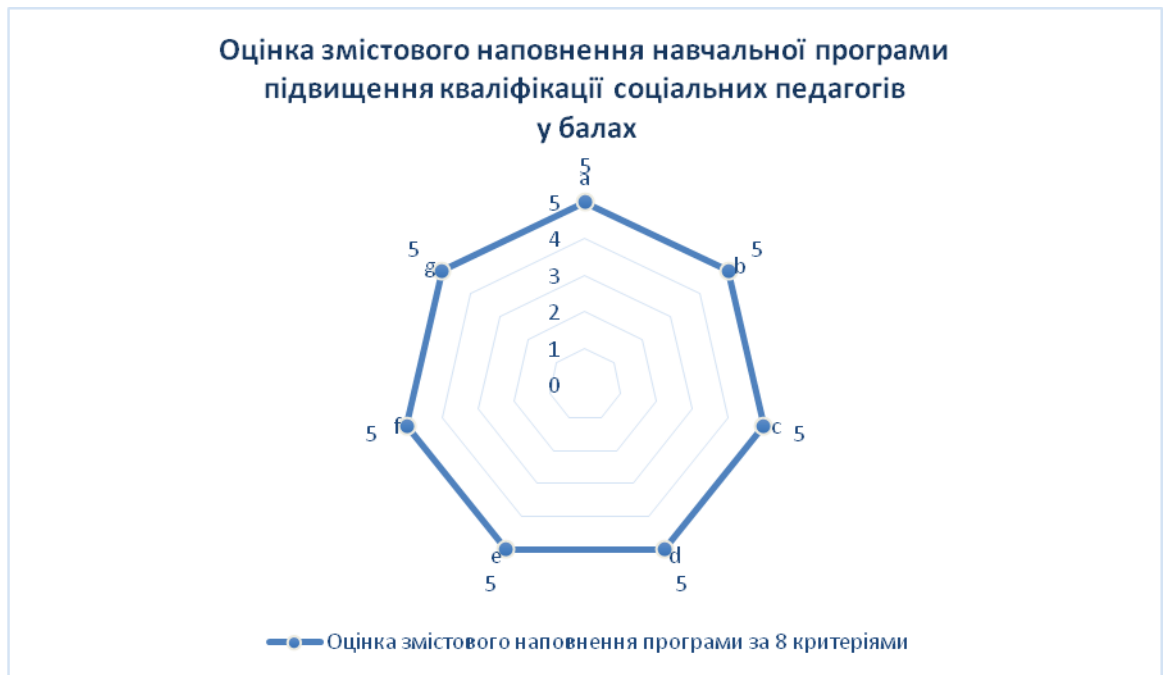 Оцінка змістового наповнення навчальної програми
підвищення кваліфікації соціальних педагогів
у балах
5
a
5
4
3
2
1
0
5
b
c 5
d
5
e
5
f
5
5
g
Оцінка змістового наповнення програми за 8 критеріями